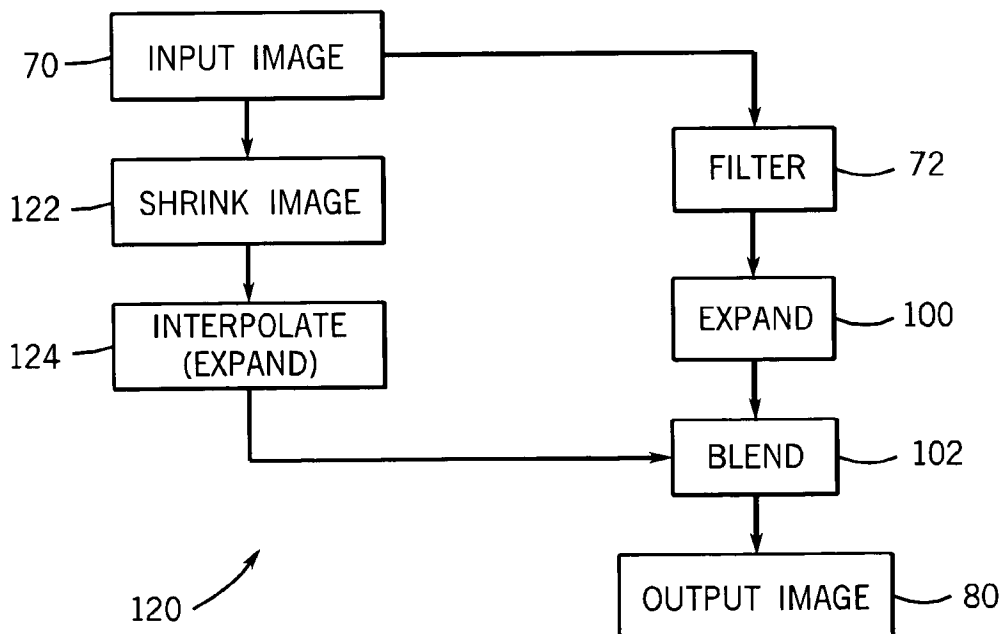 70
INPUT IMAGE
FILTER
72
122
SHRINK IMAGE
124
INTERPOLATE
(EXPAND)
EXPAND
100
BLEND
102
120
OUTPUT IMAGE
80